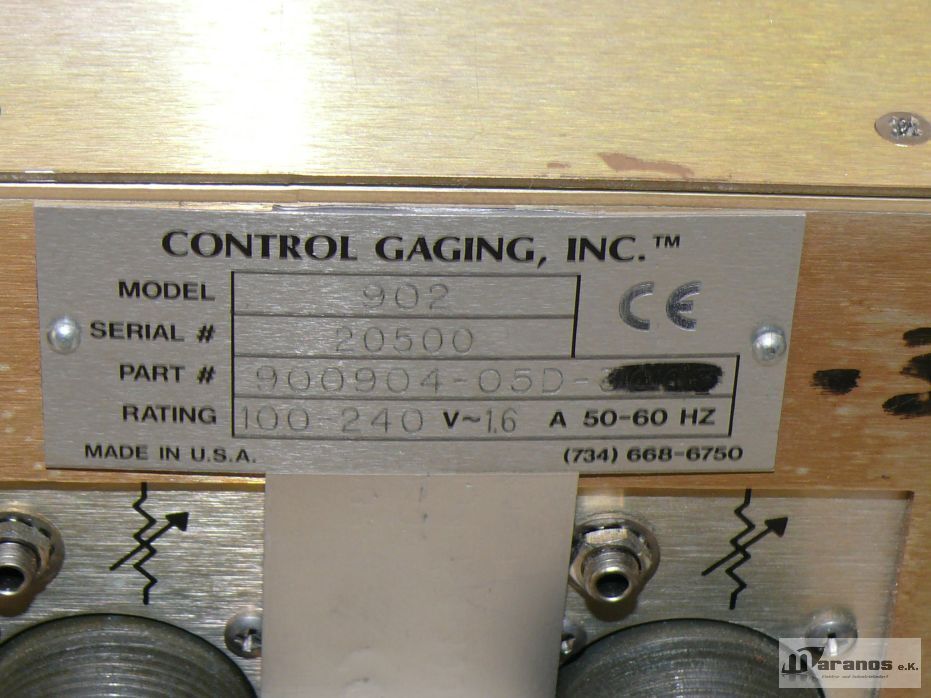 CONTROL GAGING, INC.™
MODEL 902
CE
SERIAL # 20500
PART # 900904-05D-
RATING 100 240 V~1.6 A 50-60 HZ
MADE IN U.S.A. (734) 668-6750
Maranos e.K.